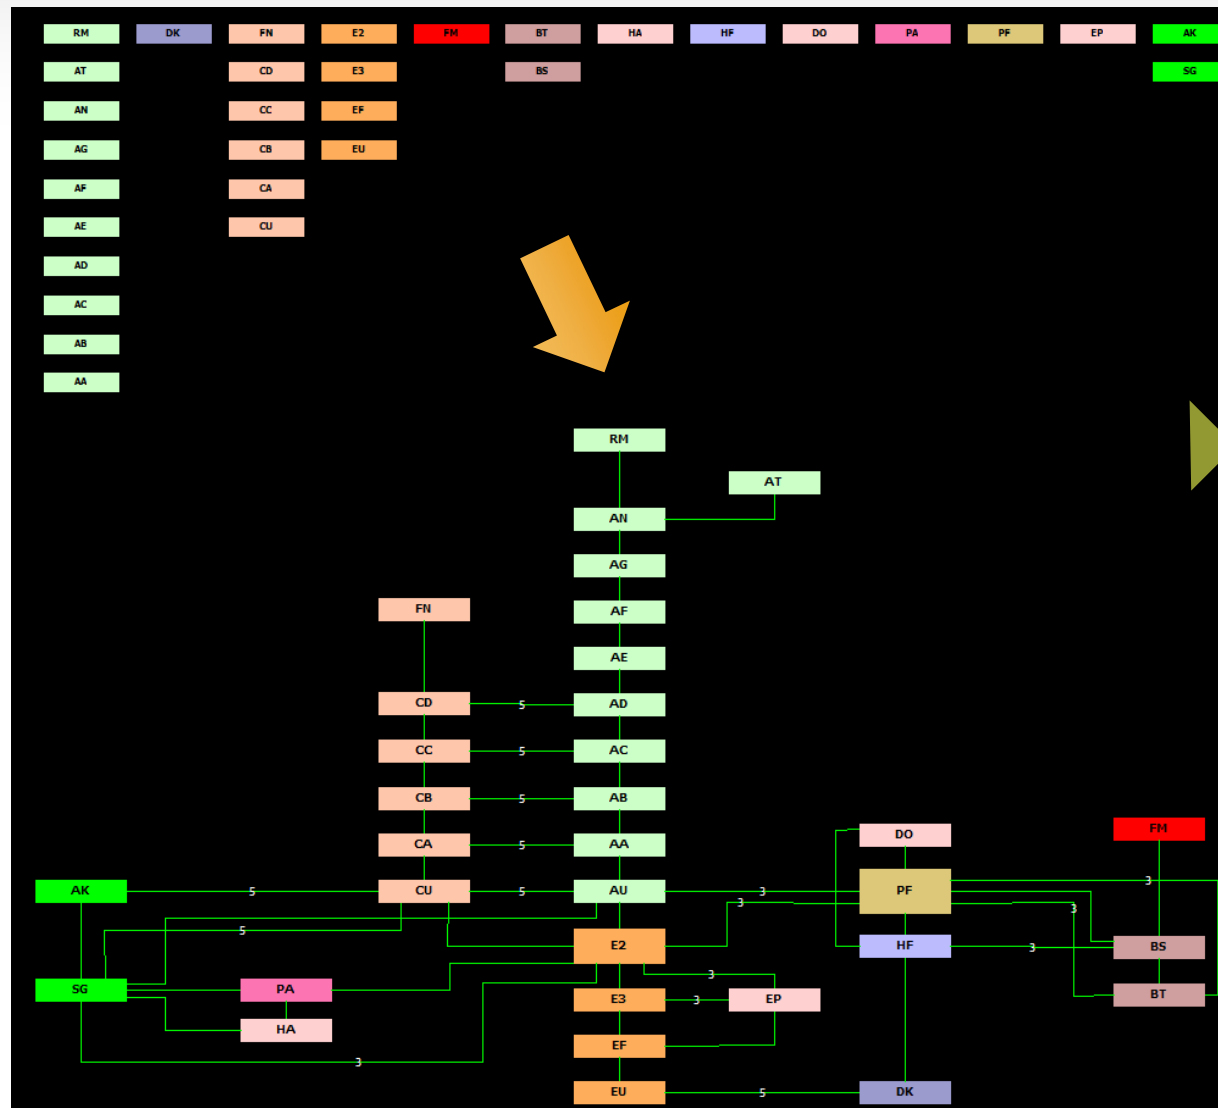 RM DK FN E2 FM BT HA HF DO PA PF EP AK
AT CD E3 BS SG
AN CC EF
AG CB EU
AF CA
AE CU
AD
AC
AB
AA
RM
AT
AN
AG
FN AF
AE
CD 5 AD
CC 5 AC
CB 5 AB
FM
DO
CA 5 AA
3
AK 5 CU 5 AU 3 PF
3 3
5
E2 HF 3 BS
3
SG PA E3 3 EP BT
HA
EF
3
EU 5 DK